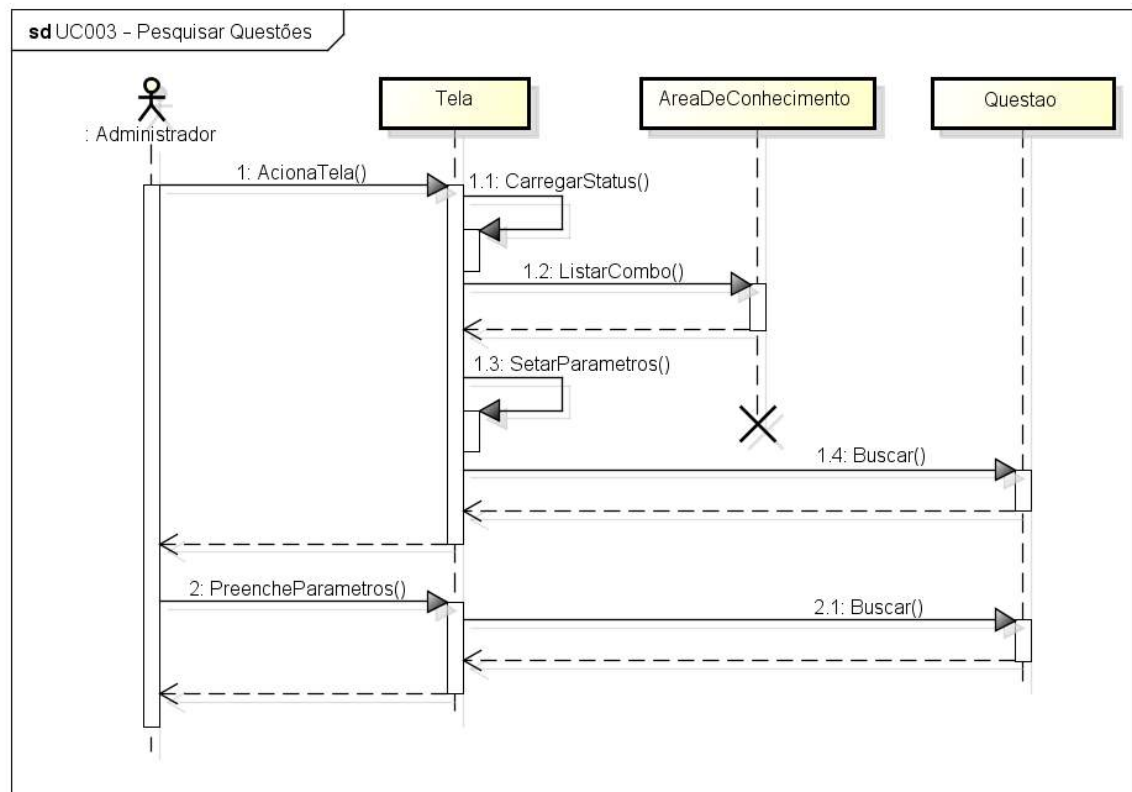 sd UC003 – Pesquisar Questões
Tela
AreaDeConhecimento
Questao
: Administrador
1: AcionaTela()
1.1: CarregarStatus()
1.2: ListarCombo()
1.3: SetarParametros()
1.4: Buscar()
2: PreencheParametros()
2.1: Buscar()